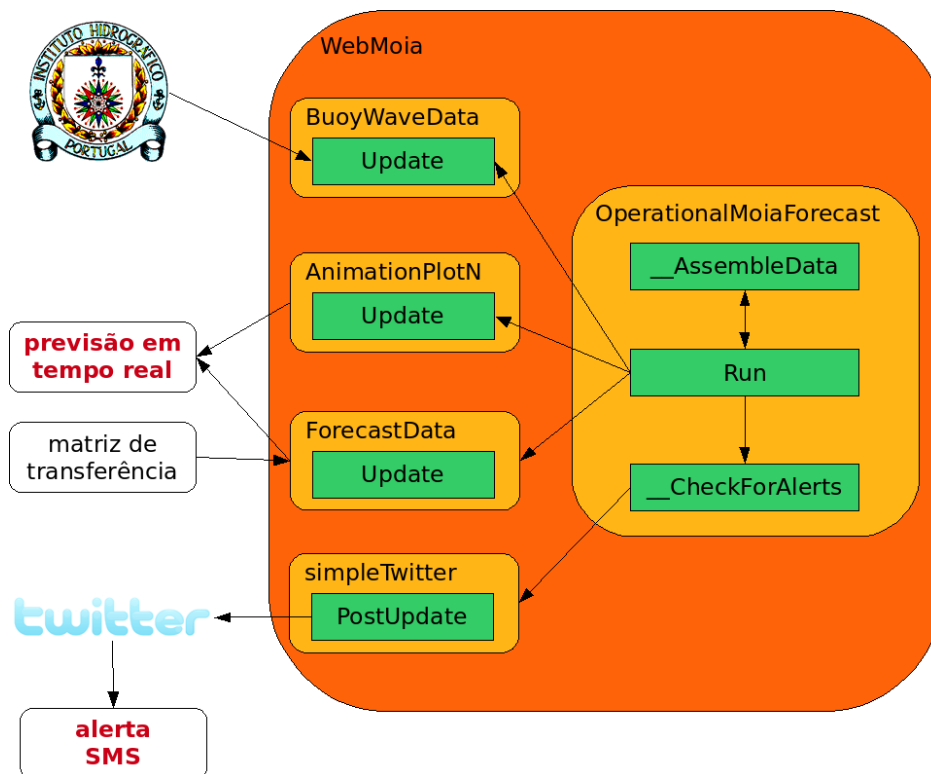 WebMoia
INSTITUTO HIDROGRÁFICO
PORTUGAL
BuoyWaveData
Update
OperationalMoiaForecast
__AssembleData
AnimationPlotN
Update
previsão em
tempo real
Run
ForecastData
Update
matriz de
transferência
__CheckForAlerts
simpleTwitter
PostUpdate
twitter
alerta
SMS